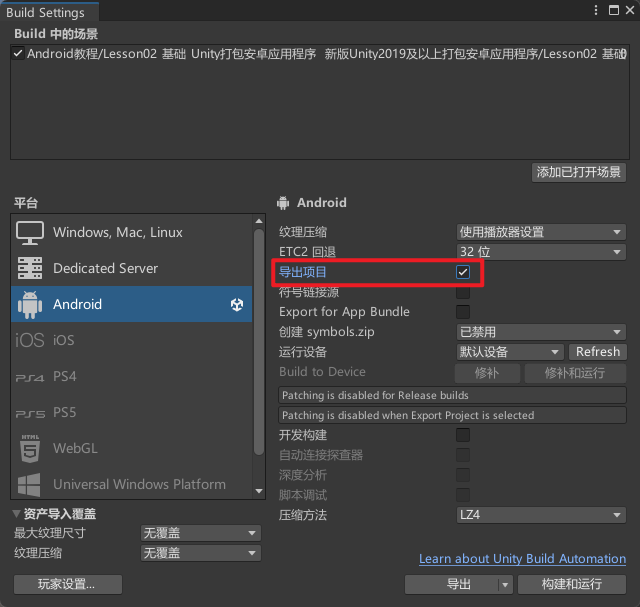 Build Settings
Build 中的场景
Android教程/Lesson02 基础 Unity打包安卓应用程序 新版Unity2019及以上打包安卓应用程序/Lesson02 基础0
添加已打开场景
平台
Windows, Mac, Linux
Dedicated Server
Android
iOS iOS
PS4 PS4
PS5 PS5
HTML 5 WebGL
Universal Windows Platform
Android
纹理压缩 使用播放器设置
ETC2 回退 32 位
导出项目
符号链接源
Export for App Bundle
创建 symbols.zip 已禁用
运行设备 默认设备 Refresh
Build to Device 修补 修补和运行
Patching is disabled for Release builds
Patching is disabled when Export Project is selected
开发构建
自动连接探查器
深度分析
脚本调试
压缩方法 LZ4
资产导入覆盖
最大纹理尺寸 无覆盖
纹理压缩 无覆盖
Learn about Unity Build Automation
玩家设置... 导出 构建和运行